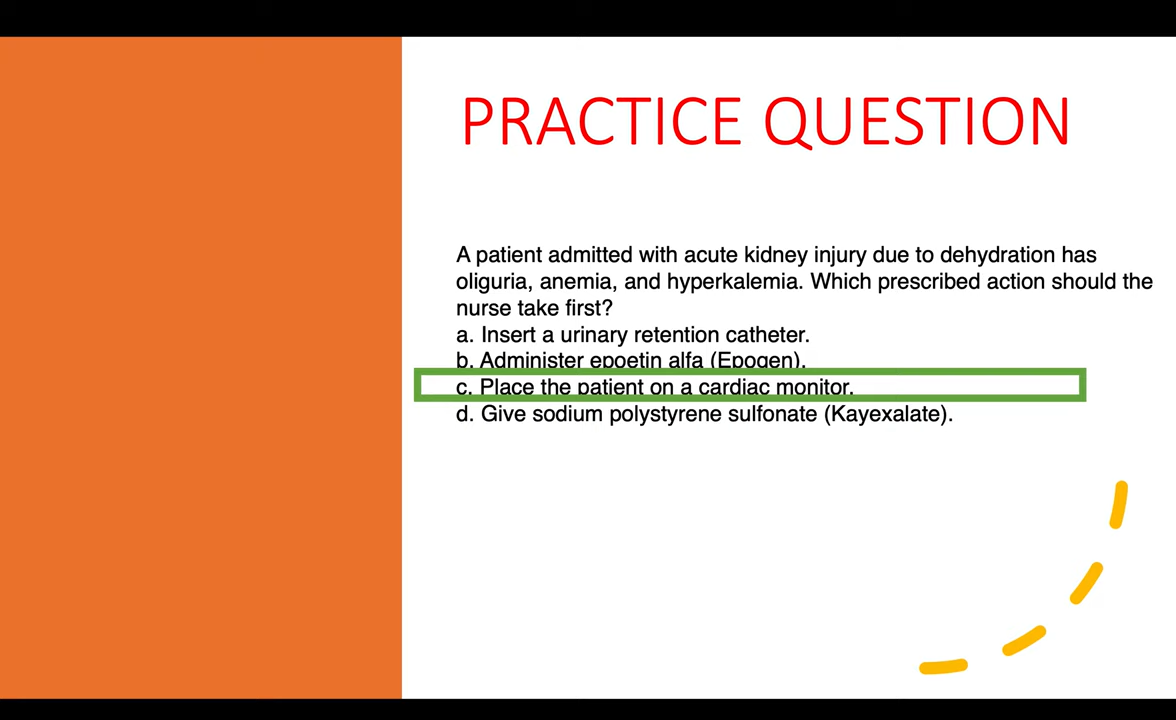 PRACTICE QUESTION
A patient admitted with acute kidney injury due to dehydration has
oliguria, anemia, and hyperkalemia. Which prescribed action should the
nurse take first?
a. Insert a urinary retention catheter.
b. Administer epoetin alfa (Epogen).
c. Place the patient on a cardiac monitor.
d. Give sodium polystyrene sulfonate (Kayexalate).